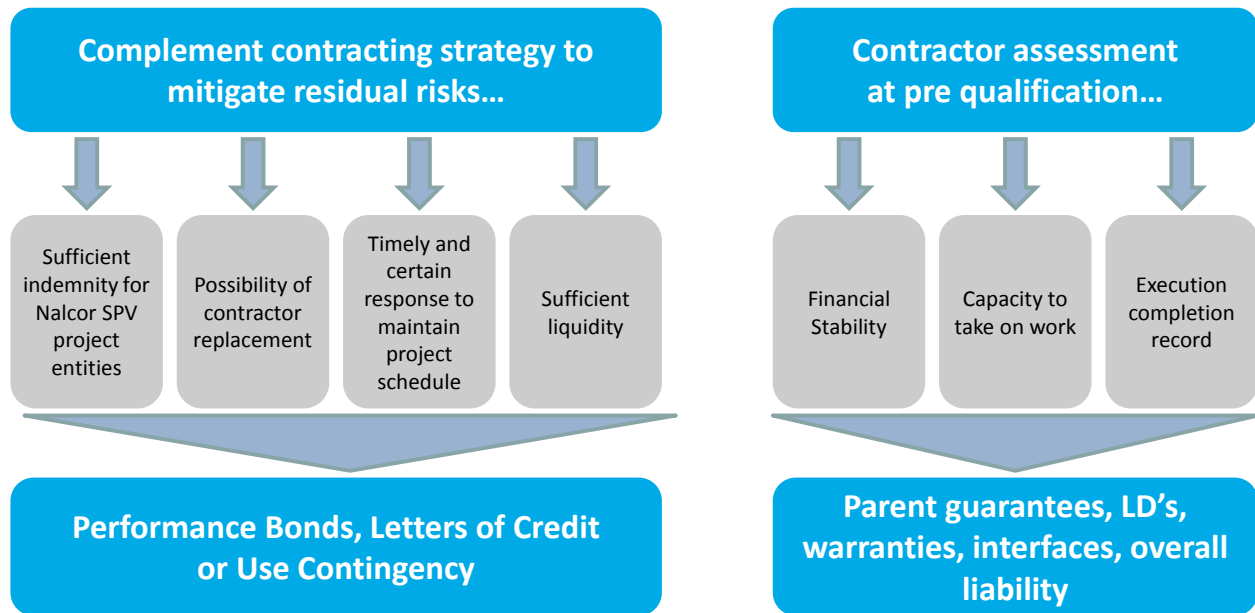 Complement contracting strategy to
mitigate residual risks…
Sufficient
indemnity for
Nalcor SPV
project
entities
Possibility of
contractor
replacement
Timely and
certain
response to
maintain
project
schedule
Sufficient
liquidity
Performance Bonds, Letters of Credit
or Use Contingency
Contractor assessment
at pre qualification…
Financial
Stability
Capacity to
take on work
Execution
completion
record
Parent guarantees, LD’s,
warranties, interfaces, overall
liability